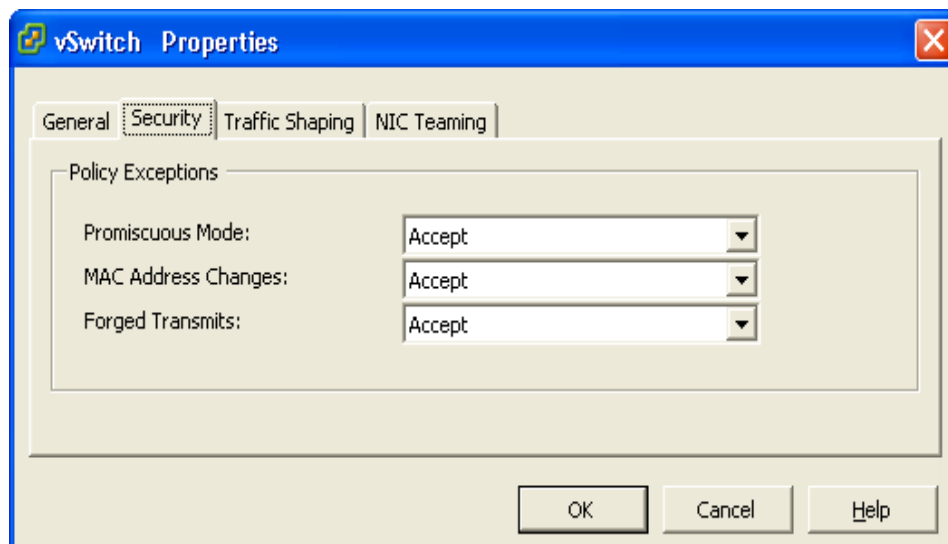 vSwitch Properties
General Security Traffic Shaping NIC Teaming
Policy Exceptions
Promiscuous Mode: Accept
MAC Address Changes: Accept
Forged Transmits: Accept
OK Cancel Help